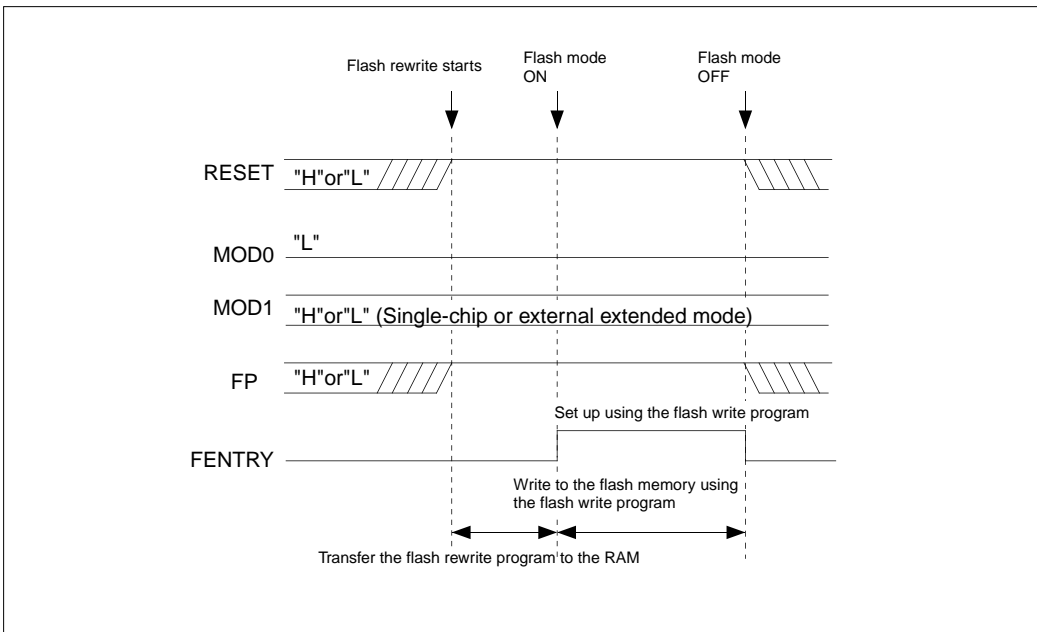 Flash rewrite starts
Flash mode
ON
Flash mode
OFF
RESET
"H"or"L"
MOD0
"L"
MOD1
"H"or"L" (Single-chip or external extended mode)
FP
"H"or"L"
Set up using the flash write program
FENTRY
Write to the flash memory using
the flash write program
Transfer the flash rewrite program to the RAM